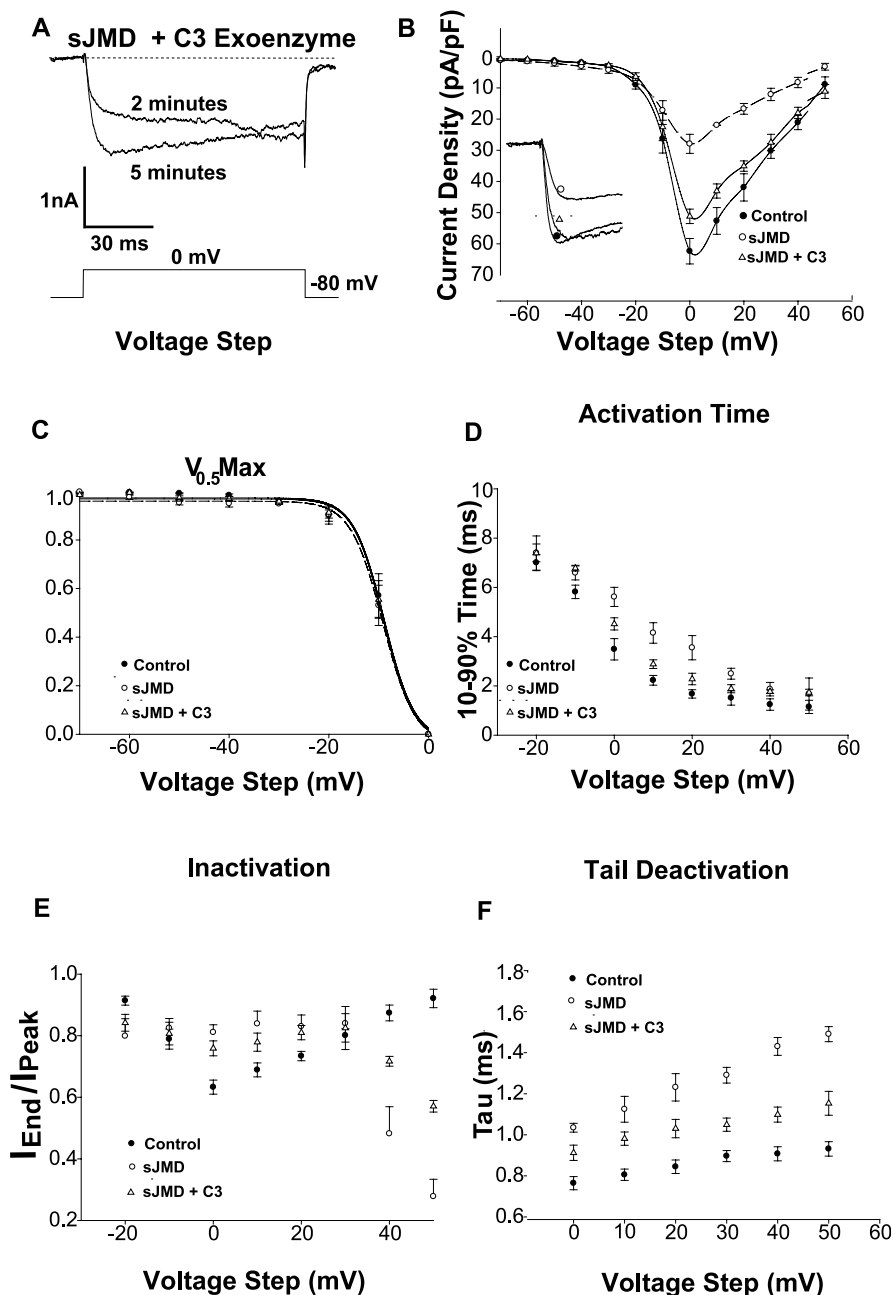 A
sJMD + C3 Exoenzyme
2 minutes
5 minutes
1nA
30 ms
0 mV
-80 mV
Voltage Step
B
Current Density (pA/pF)
0
10
20
30
40
50
60
70
Control
sJMD
sJMD + C3
-60 -40 -20 0 20 40 60
Voltage Step (mV)
C
V0.5Max
1.0
0.8
0.6
0.4
0.2
0.0
Control
sJMD
sJMD + C3
-60 -40 -20 0
Voltage Step (mV)
Activation Time
D
10-90% Time (ms)
10
8
6
4
2
0
Control
sJMD
sJMD + C3
-20 0 20 40 60
Voltage Step (mV)
Inactivation
E
IEnd/IPeak
1.0
0.8
0.6
0.4
0.2
Control
sJMD
sJMD + C3
-20 0 20 40
Voltage Step (mV)
Tail Deactivation
F
Tau (ms)
1.8
1.6
1.4
1.2
1.0
0.8
0.6
Control
sJMD
sJMD + C3
0 10 20 30 40 50 60
Voltage Step (mV)